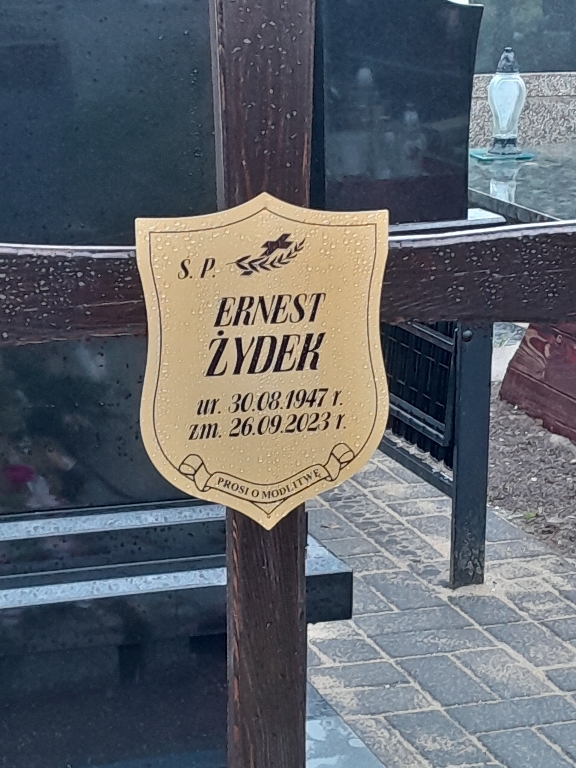 S. P.
ERNEST
ŻYDEK
ur. 30.08.1947 r.
zm. 26.09.2023 r.
PROSI O MODLITWĘ